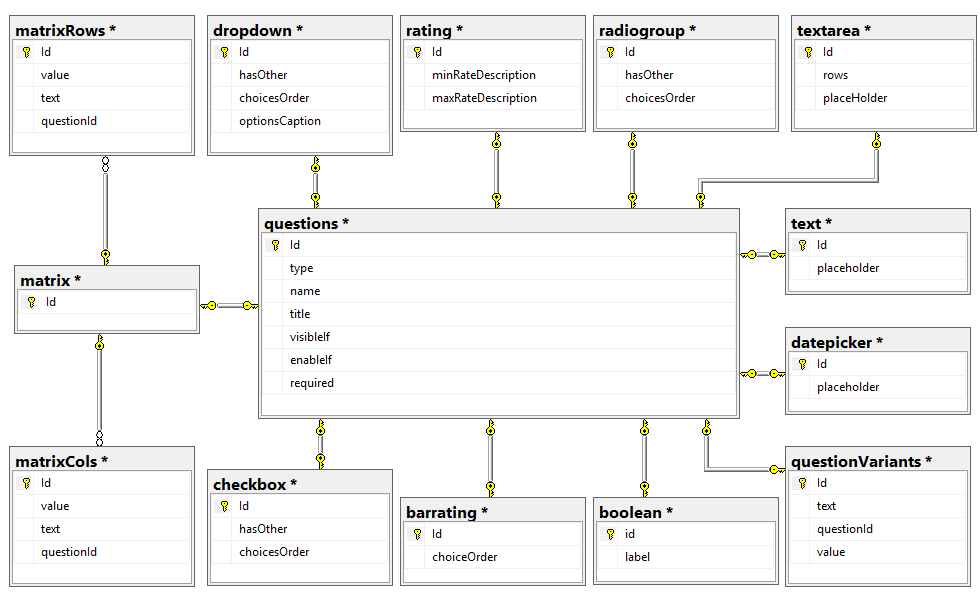 matrixRows *
Id
value
text
questionId
dropdown *
Id
hasOther
choicesOrder
optionsCaption
rating *
Id
minRateDescription
maxRateDescription
radiogroup *
Id
hasOther
choicesOrder
textarea *
Id
rows
placeHolder
matrix *
Id
questions *
Id
type
name
title
visibleIf
enableIf
required
text *
Id
placeholder
datepicker *
Id
placeholder
matrixCols *
Id
value
text
questionId
checkbox *
Id
hasOther
choicesOrder
barrating *
Id
choiceOrder
boolean *
id
label
questionVariants *
Id
text
questionId
value